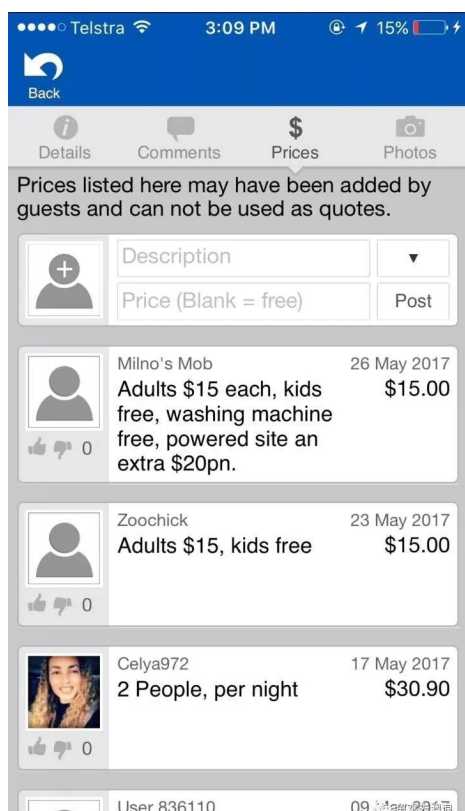 Telstra 3:09 PM 15%
Back
Details Comments $ Prices Photos
Prices listed here may have been added by
guests and can not be used as quotes.
Description ▼
Price (Blank = free) Post
Milno's Mob 26 May 2017
Adults $15 each, kids $15.00
free, washing machine
free, powered site an
extra $20pn.
0
Zoochick 23 May 2017
Adults $15, kids free $15.00
0
Celya972 17 May 2017
2 People, per night $30.90
0
User 836110 09